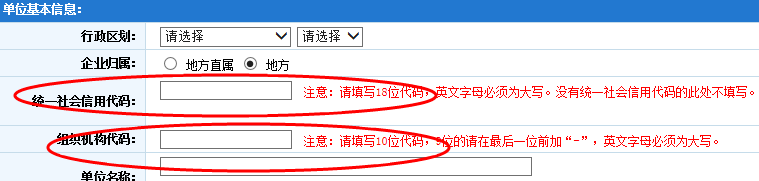 单位基本信息：
行政区划： 请选择 请选择
企业归属： 地方直属 地方
统一社会信用代码： 注意：请填写18位代码，英文字母必须为大写。没有统一社会信用代码的此处不填写。
组织机构代码： 注意：请填写10位代码，9位的请在最后一位前加“-”，英文字母必须为大写。
单位名称：